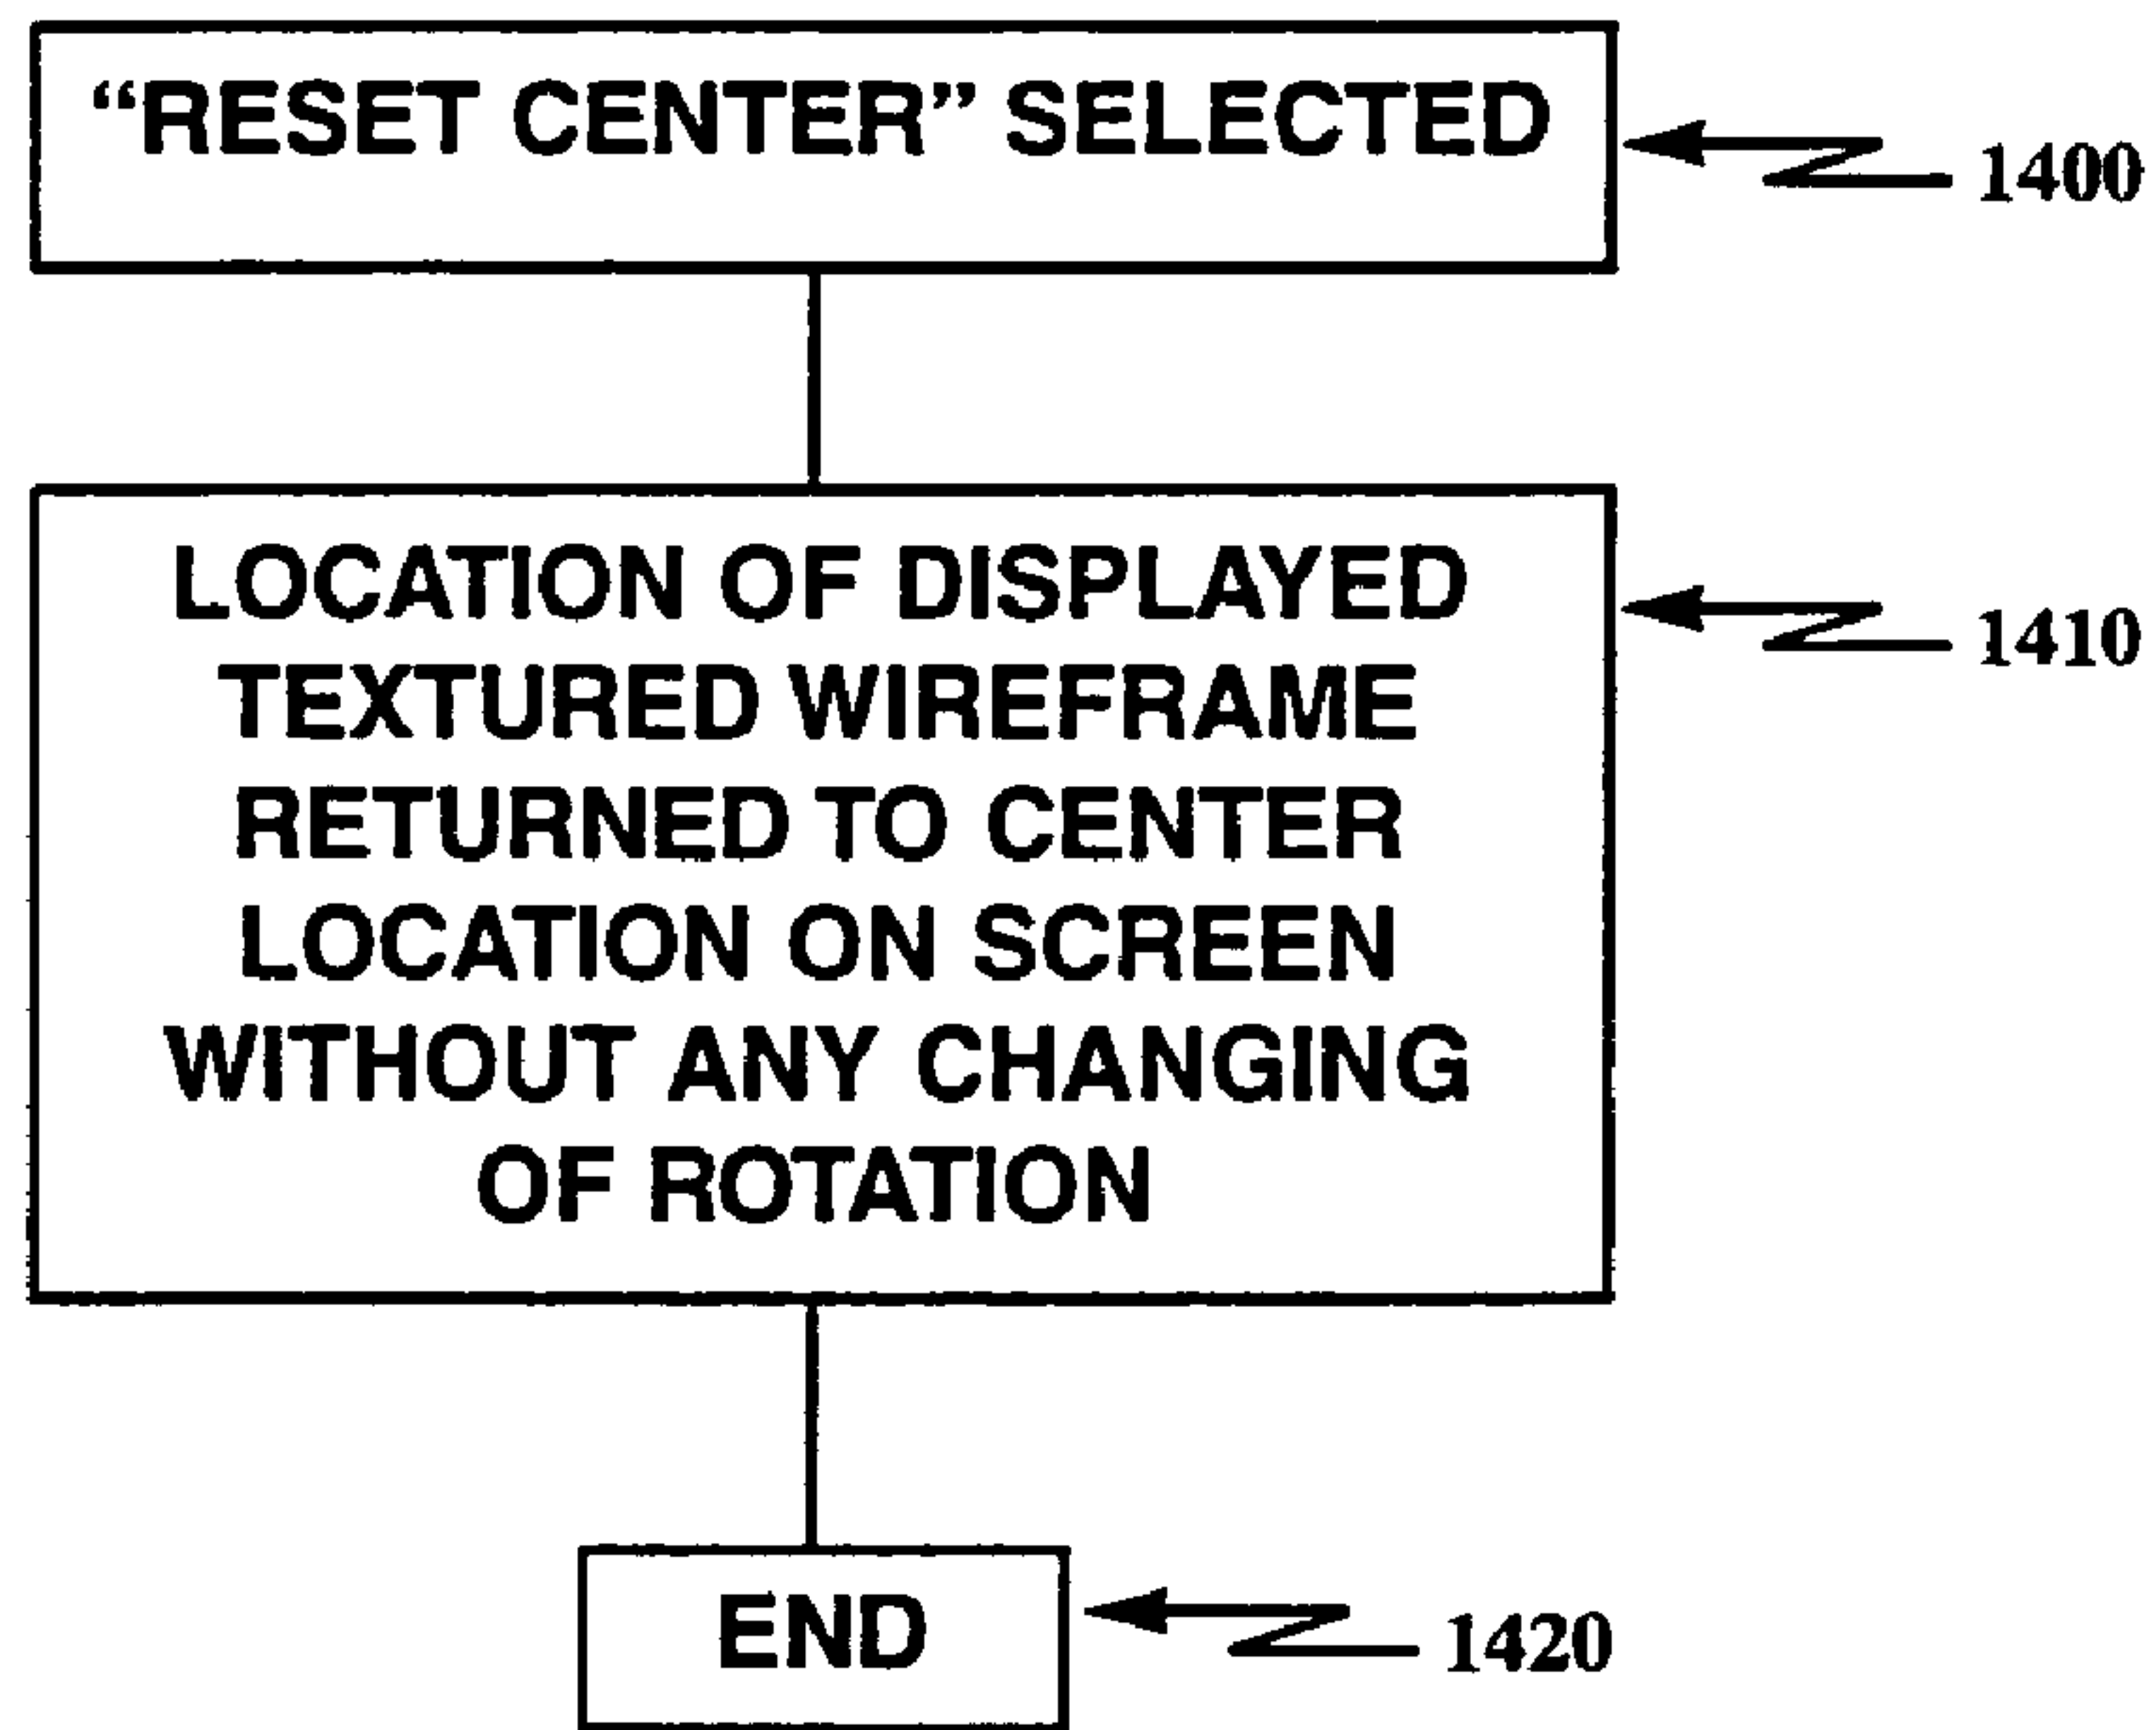 “RESET CENTER” SELECTED
1400
LOCATION OF DISPLAYED
TEXTURED WIREFRAME
RETURNED TO CENTER
LOCATION ON SCREEN
WITHOUT ANY CHANGING
OF ROTATION
1410
END
1420